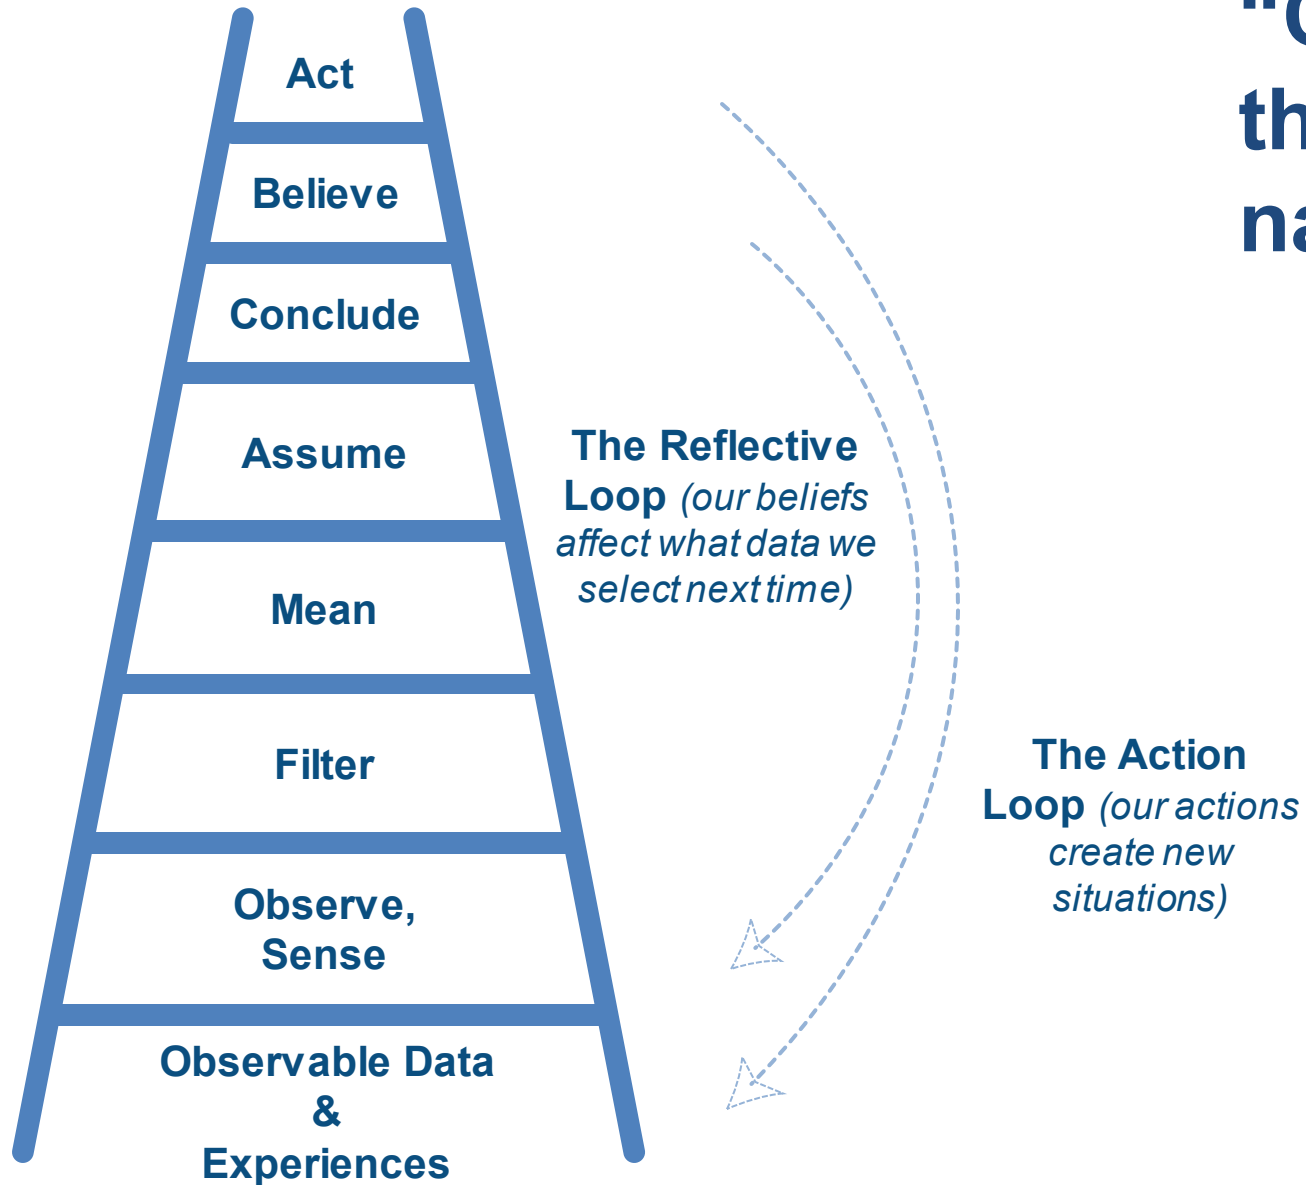 Act
Believe
Conclude
Assume
Mean
Filter
Observe,
Sense
Observable Data
&
Experiences
The Reflective
Loop (our beliefs
affect what data we
select next time)
The Action
Loop (our actions
create new
situations)